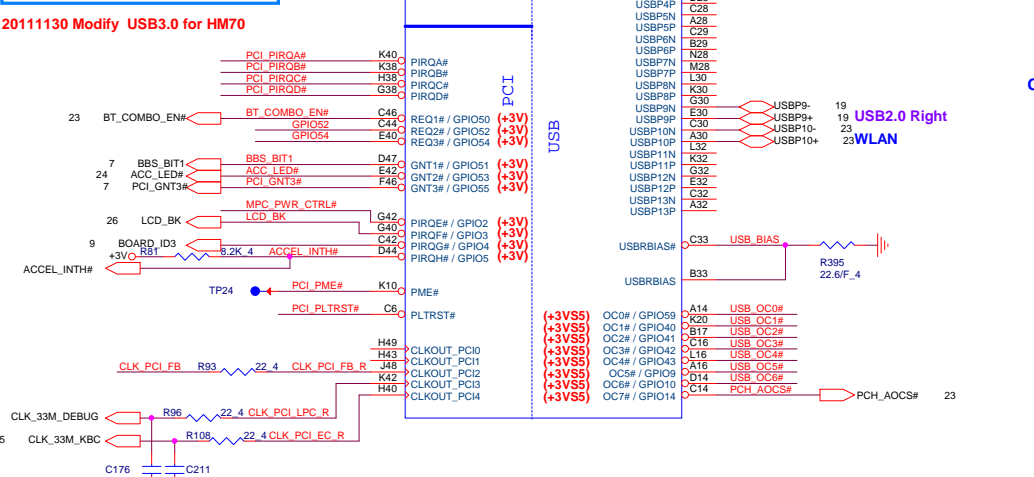 20111130 Modify USB3.0 for HM70
PCI_PIRQA# K40 PIRQA#
PCI_PIRQB# K38 PIRQB#
PCI_PIRQC# H38 PIRQC#
PCI_PIRQD# G38 PIRQD#
PCI
23 BT_COMBO_EN# BT_COMBO_EN# C46 REQ1# / GPIO50 (+3V)
GPIO52 C44 REQ2# / GPIO52 (+3V)
GPIO54 E40 REQ3# / GPIO54 (+3V)
7 BBS_BIT1 BBS_BIT1 D47 GNT1# / GPIO51 (+3V)
24 ACC_LED# ACC_LED# E42 GNT2# / GPIO53 (+3V)
7 PCI_GNT3# PCI_GNT3# F46 GNT3# / GPIO55 (+3V)
MPC_PWR_CTRL# G42 PIRQE# / GPIO2 (+3V)
26 LCD_BK LCD_BK G40 PIRQF# / GPIO3 (+3V)
9 BOARD_ID3 C42 PIRQG# / GPIO4 (+3V)
+3V R81 8.2K_4 ACCEL_INTH# D44 PIRQH# / GPIO5 (+3V)
ACCEL_INTH#
TP24 PCI_PME# K10 PME#
PCI_PLTRST# C6 PLTRST#
H49 CLKOUT_PCI0
H43 CLKOUT_PCI1
CLK_PCI_FB R93 22_4 CLK_PCI_FB_R J48 CLKOUT_PCI2
K42 CLKOUT_PCI3
H40 CLKOUT_PCI4
CLK_33M_DEBUG R96 22_4 CLK_PCI_LPC_R
5 CLK_33M_KBC R108 22_4 CLK_PCI_EC_R
C176 C211
USB
USBP4P
USBP5N C28
USBP5P A28
USBP6N C29
USBP6P B29
USBP7N N28
USBP7P M28
USBP8N L30
USBP8P K30
USBP9N G30 USBP9- 19
USBP9P E30 USBP9+ 19 USB2.0 Right
USBP10N C30 USBP10- 23
USBP10P A30 USBP10+ 23 WLAN
USBP11N L32
USBP11P K32
USBP12N G32
USBP12P E32
USBP13N C32
USBP13P A32
USBRBIAS# C33 USB_BIAS
R395
22.6/F_4
USBRBIAS B33
(+3VS5) OC0# / GPIO59 A14 USB_OC0#
(+3VS5) OC1# / GPIO40 K20 USB_OC1#
(+3VS5) OC2# / GPIO41 B17 USB_OC2#
(+3VS5) OC3# / GPIO42 C16 USB_OC3#
(+3VS5) OC4# / GPIO43 L16 USB_OC4#
(+3VS5) OC5# / GPIO9 A16 USB_OC5#
(+3VS5) OC6# / GPIO10 D14 USB_OC6#
(+3VS5) OC7# / GPIO14 C14 PCH_AOCS# PCH_AOCS# 23